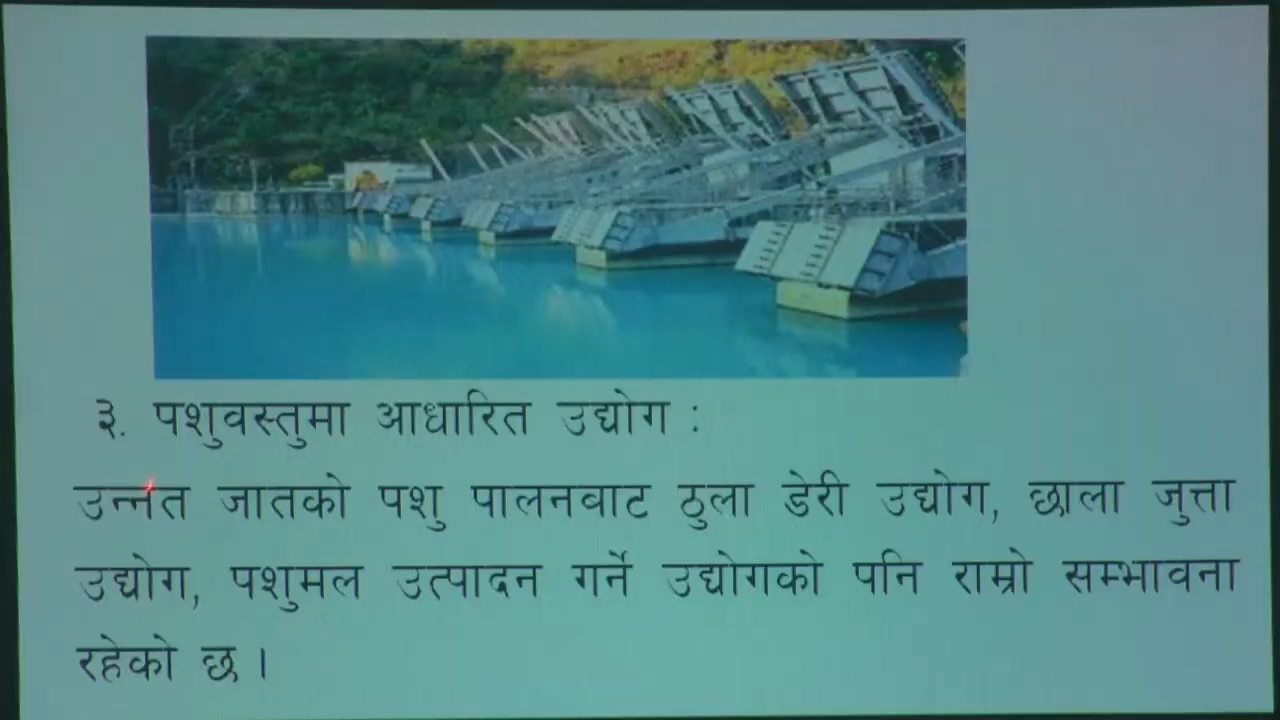 ३. पशुवस्तुमा आधारित उद्योग :
उन्नत जातको पशु पालनवाट ठुला डेरी उद्योग, छाला जुत्ता
उद्योग, पशुमल उत्पादन गर्ने उद्योगको पनि राम्रो सम्भावना
रहेको छ ।